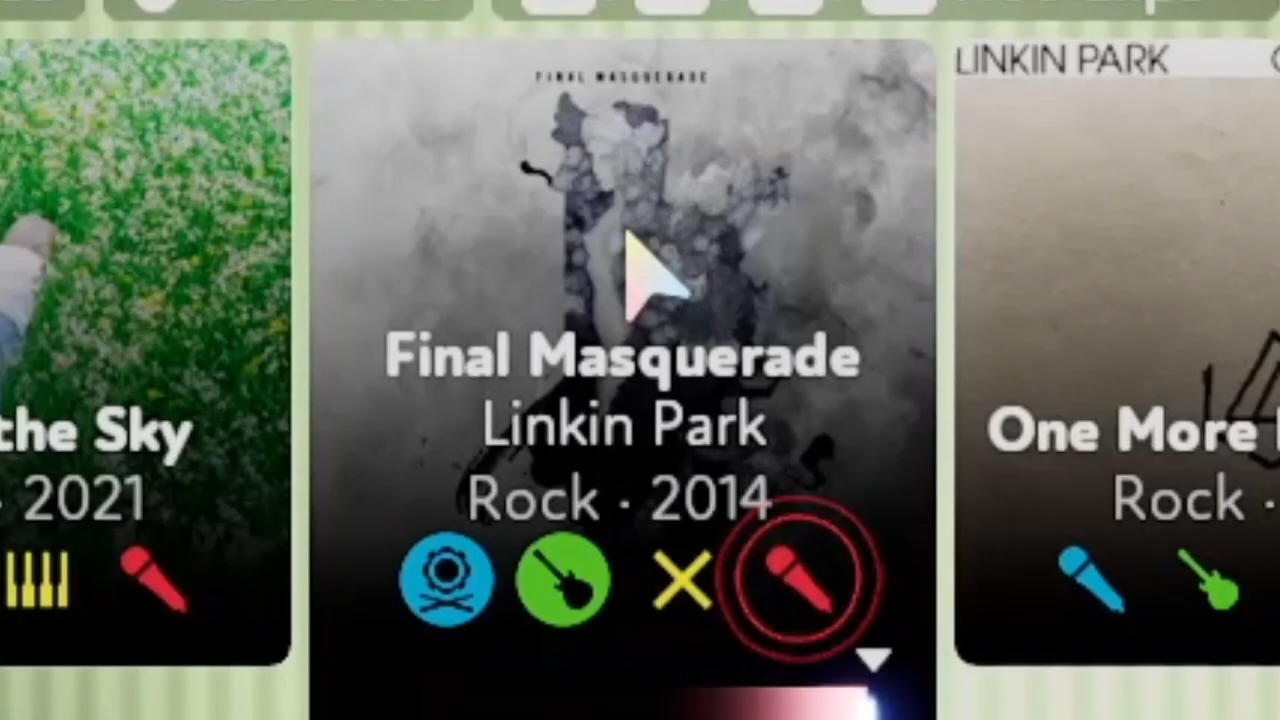 FINAL MASQUERADE
LINKIN PARK
Final Masquerade
Linkin Park
Rock · 2014
the Sky
· 2021
One More
Rock ·